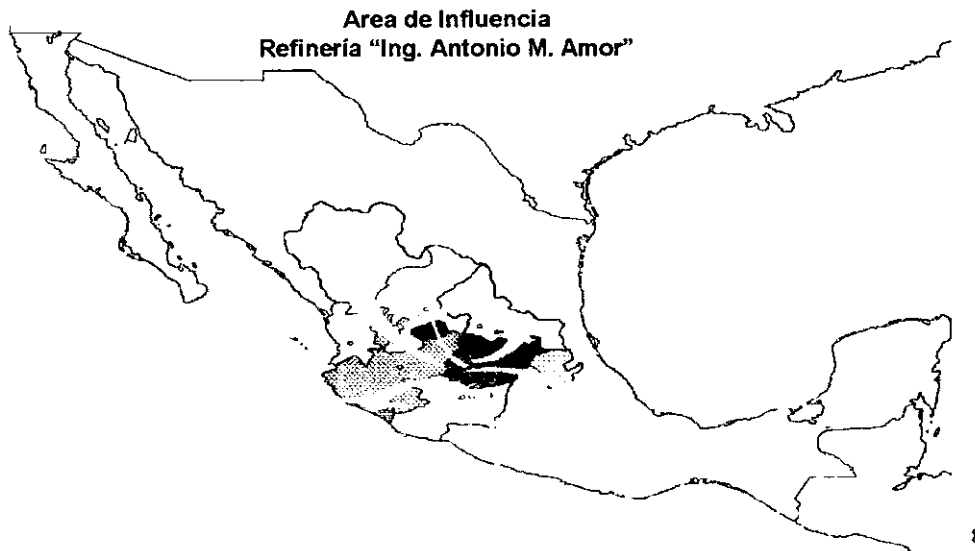 Area de Influencia
Refinería “Ing. Antonio M. Amor”